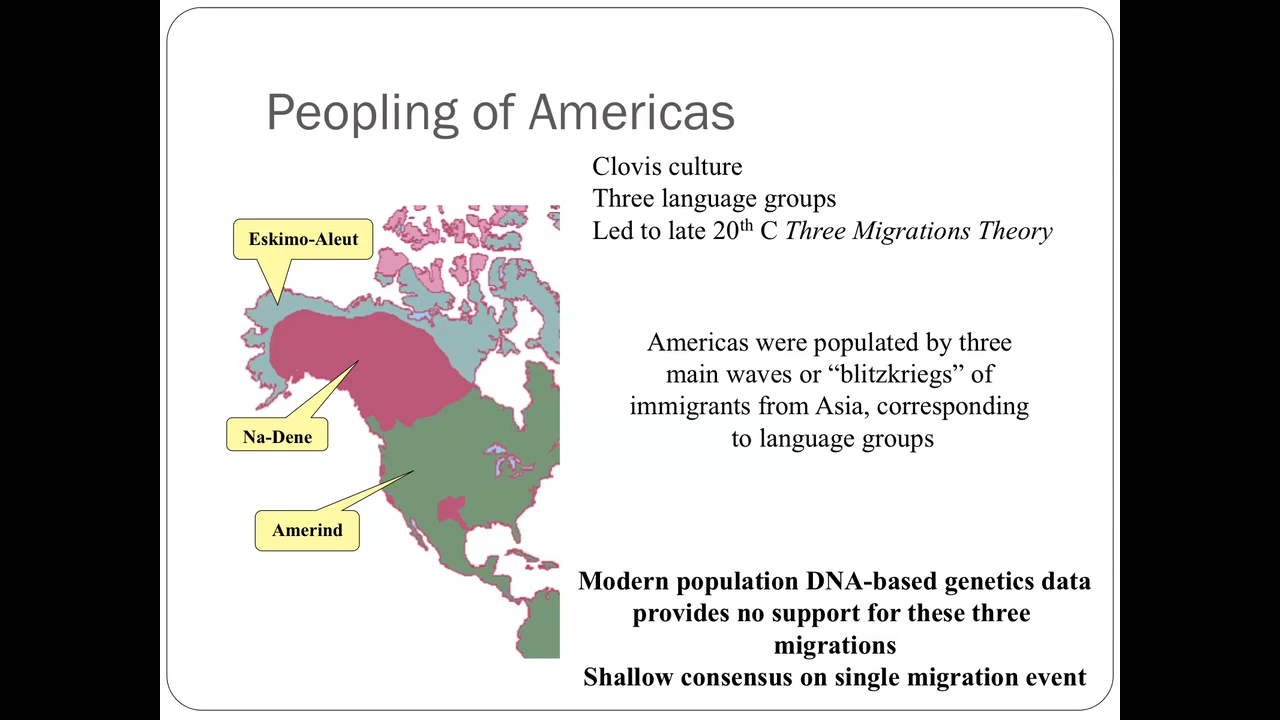 Peopling of Americas
Clovis culture
Three language groups
Led to late 20th C Three Migrations Theory
Eskimo-Aleut
Na-Dene
Amerind
Americas were populated by three
main waves or “blitzkriegs” of
immigrants from Asia, corresponding
to language groups
Modern population DNA-based genetics data
provides no support for these three
migrations
Shallow consensus on single migration event